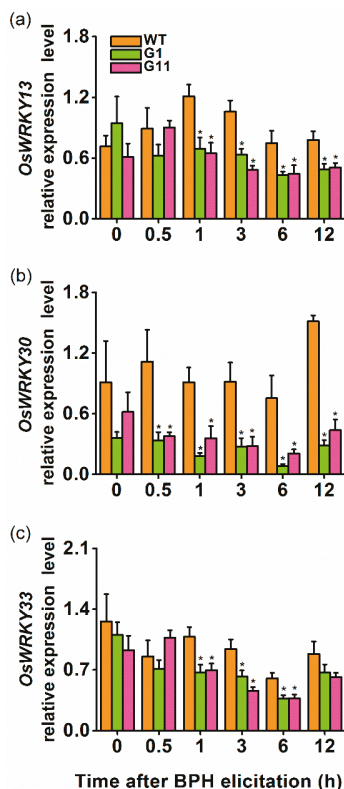 (a)
1.8
1.2
0.6
0.0
OsWRKY13
relative expression level
WT
G1
G11
* * * * * * * *
0 0.5 1 3 6 12
(b)
1.8
1.2
0.6
0.0
OsWRKY30
relative expression level
* * * * * * * * * *
0 0.5 1 3 6 12
(c)
2.1
1.4
0.7
0.0
OsWRKY33
relative expression level
* * * * * *
0 0.5 1 3 6 12
Time after BPH elicitation (h)